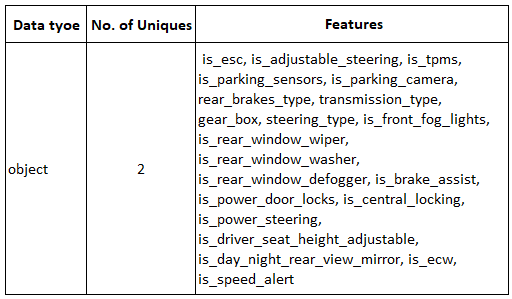 Data tyoe No. of Uniques Features
is_esc, is_adjustable_steering, is_tpms,
is_parking_sensors, is_parking_camera,
rear_brakes_type, transmission_type,
gear_box, steering_type, is_front_fog_lights,
is_rear_window_wiper,
is_rear_window_washer,
object 2 is_rear_window_defogger, is_brake_assist,
is_power_door_locks, is_central_locking,
is_power_steering,
is_driver_seat_height_adjustable,
is_day_night_rear_view_mirror, is_ecw,
is_speed_alert